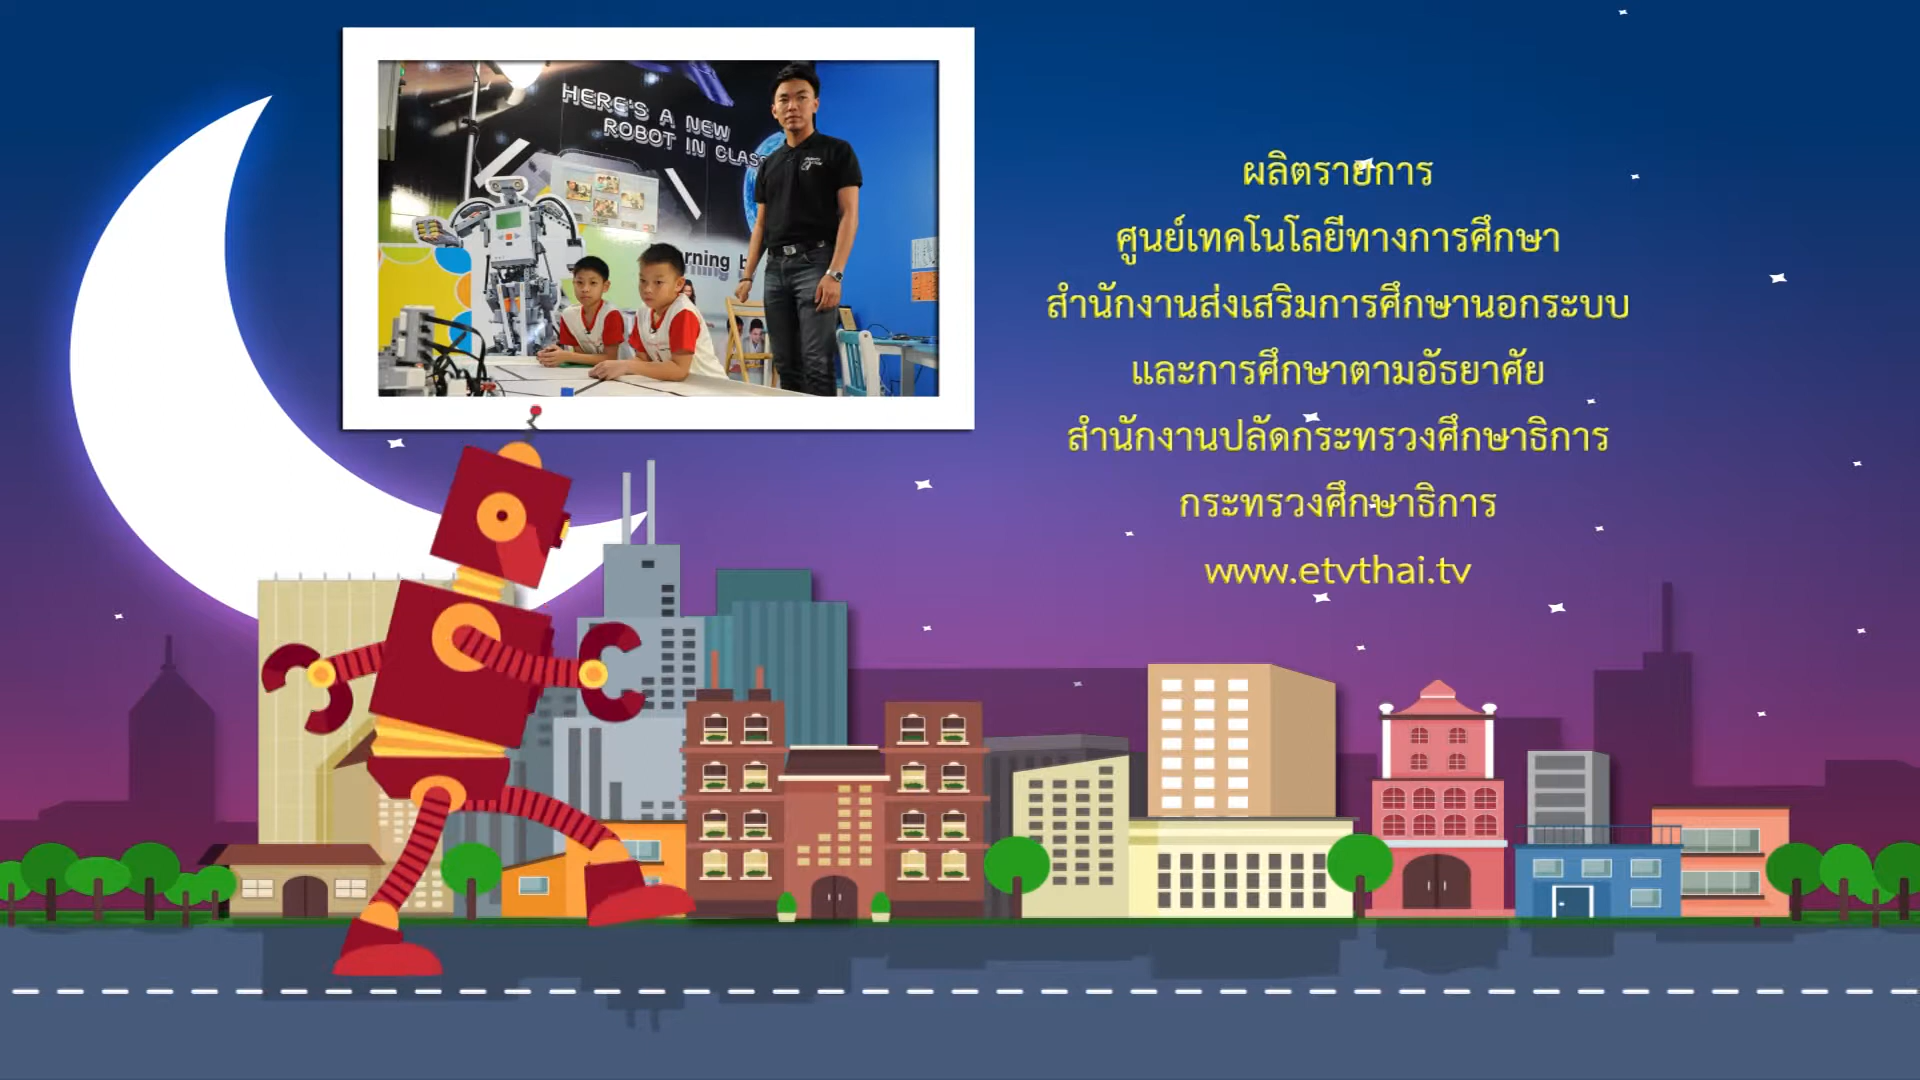 HERE'S A NEW
ROBOT IN CLASS
rning b
ผลิตรายการ
ศูนย์เทคโนโลยีทางการศึกษา
สำนักงานส่งเสริมการศึกษานอกระบบ
และการศึกษาตามอัธยาศัย
สำนักงานปลัดกระทรวงศึกษาธิการ
กระทรวงศึกษาธิการ
www.etvthai.tv